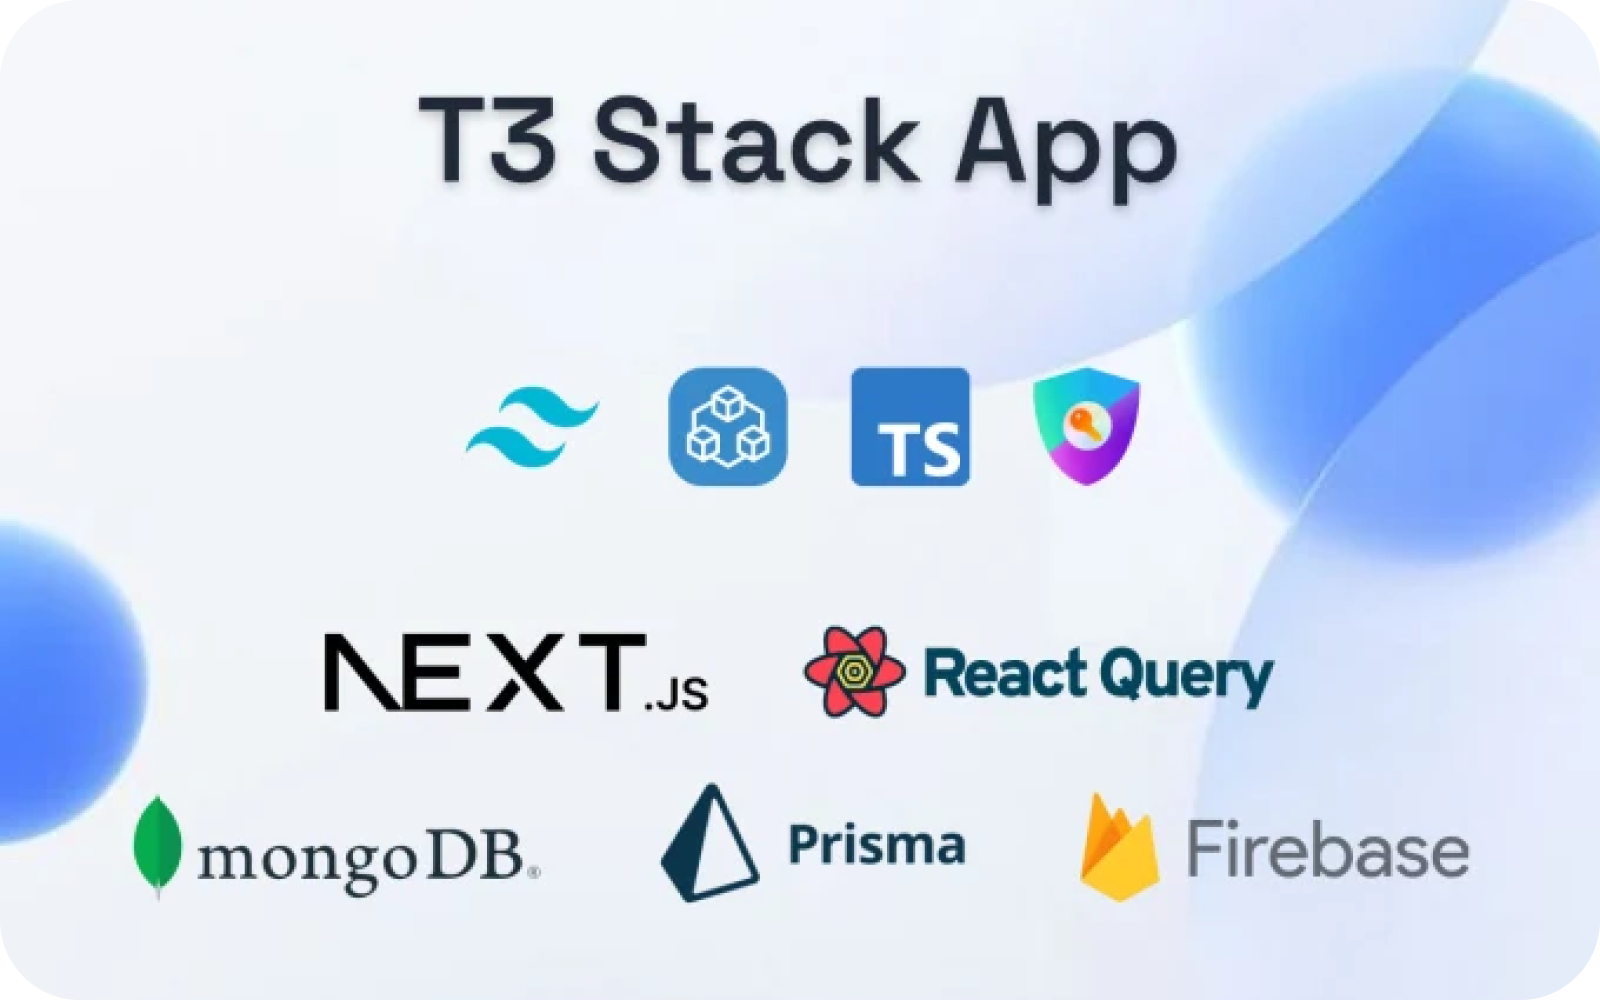 T3 Stack App
TS
NEXT.JS
React Query
mongoDB®
Prisma
Firebase